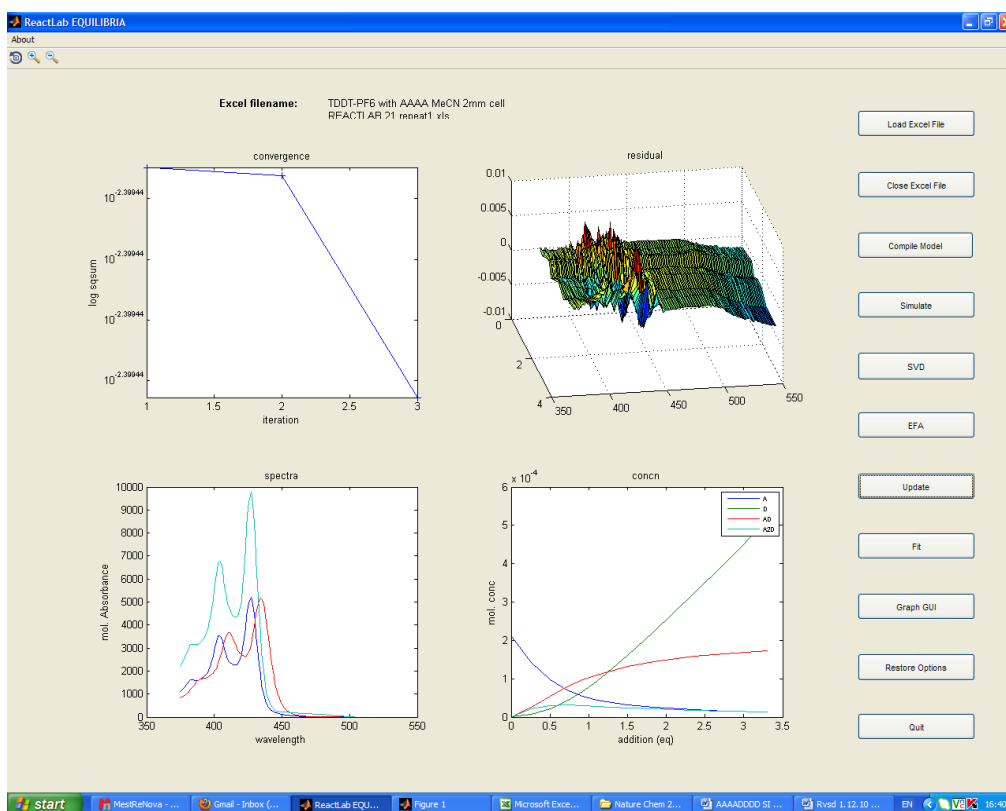 ReactLab EQUILIBRIA
About
Excel filename: TDDT-PF6 with AAAA MeCN 2mm cell
REACTLAB 21 repeat1 xls
convergence
10^-2.39944
10^-2.39944
10^-2.39944
10^-2.39944
log sqsum
1 1.5 2 2.5 3
iteration
residual
0.01
0.005
0
-0.005
-0.01
0
2
4
350 400 450 500 550
spectra
10000
9000
8000
7000
6000
5000
4000
3000
2000
1000
0
mol. Absorbance
350 400 450 500 550
wavelength
concn
x 10^-4
6
5
4
3
2
1
0
mol. conc
A
D
AD
A2D
0 0.5 1 1.5 2 2.5 3 3.5
addition (eq)
Load Excel File
Close Excel File
Compile Model
Simulate
SVD
EFA
Update
Fit
Graph GUI
Restore Options
Quit
start MestReNova - ... Gmail - Inbox (... ReactLab EQU... Figure 1 Microsoft Exce... Nature Chem 2... AAAADDDD SI ... Rvsd 1.12.10 ... EN 16:40